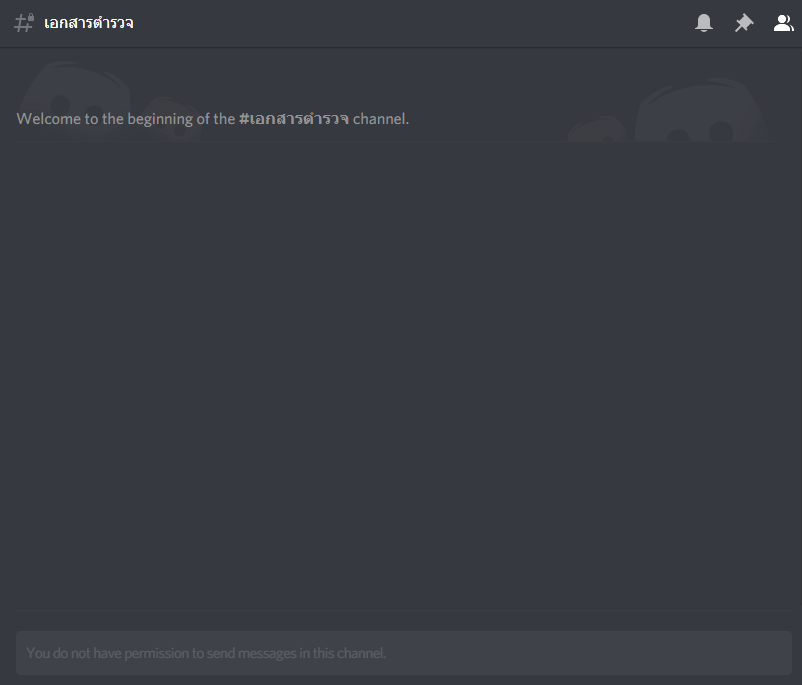 เอกสารตำรวจ
Welcome to the beginning of the #เอกสารตำรวจ channel.
You do not have permission to send messages in this channel.